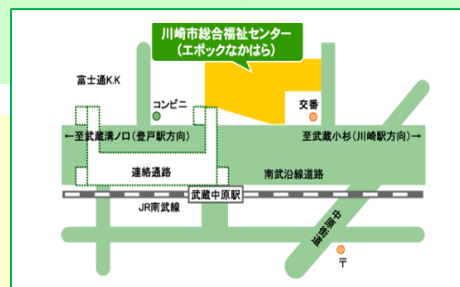 川崎市総合福祉センター
(エポックなかはら)
富士通K.K
コンビニ
交番
←至武蔵溝ノ口(登戸駅方向)
至武蔵小杉(川崎駅方向)→
連絡通路
南武沿線道路
武蔵中原駅
JR南武線
中原街道
〒